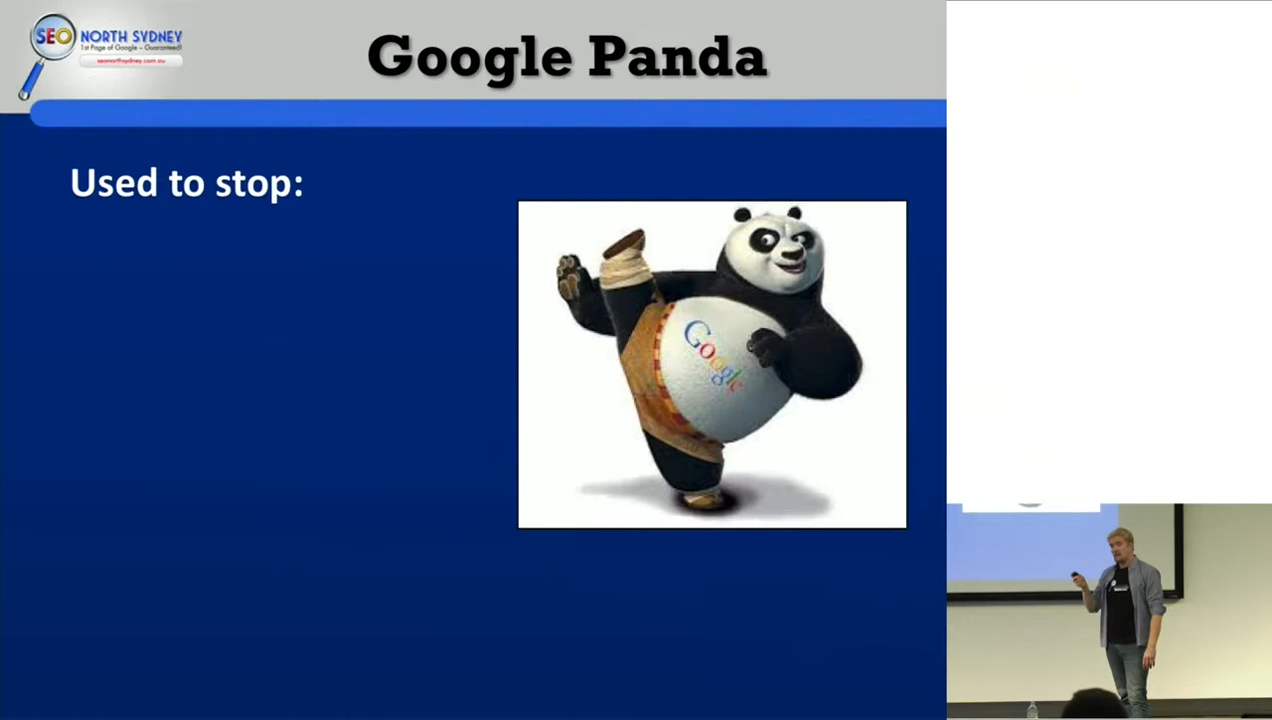 SEO NORTH SYDNEY
1st Page of Google – Guaranteed!
seonorthsydney.com.au
Google Panda
Used to stop:
Google